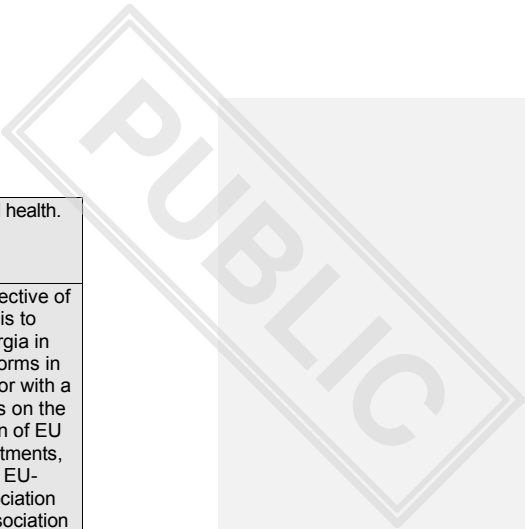 health.
ective of
is to
rgia in
orms in
or with a
s on the
n of EU
tments,
EU-
ciation
sociation
PUBLIC